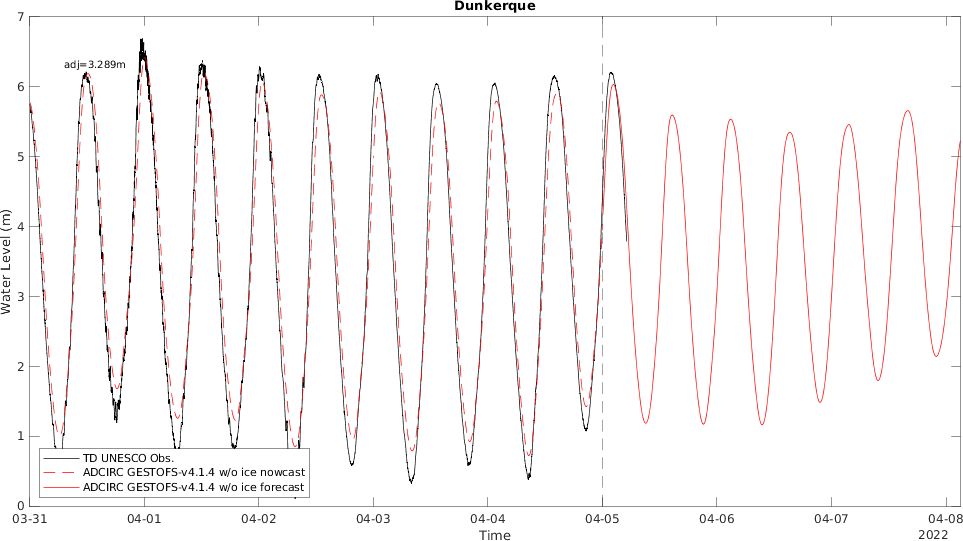 Dunkerque
adj=3.289m
7
6
5
4
3
2
1
0
Water Level (m)
TD UNESCO Obs.
ADCIRC GESTOFS-v4.1.4 w/o ice nowcast
ADCIRC GESTOFS-v4.1.4 w/o ice forecast
03-31 04-01 04-02 04-03 04-04 04-05 04-06 04-07 04-08
Time
2022